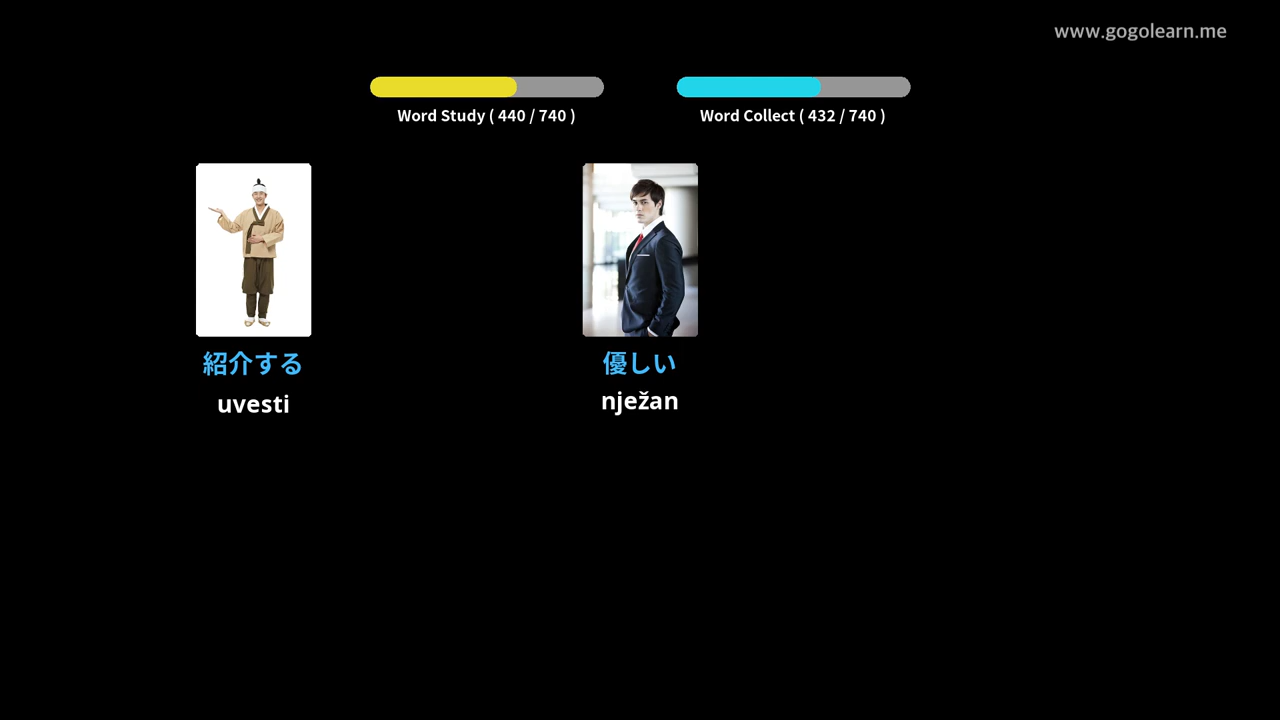 www.gogolearn.me
Word Study ( 440 / 740 )
Word Collect ( 432 / 740 )
紹介する
uvesti
優しい
nježan